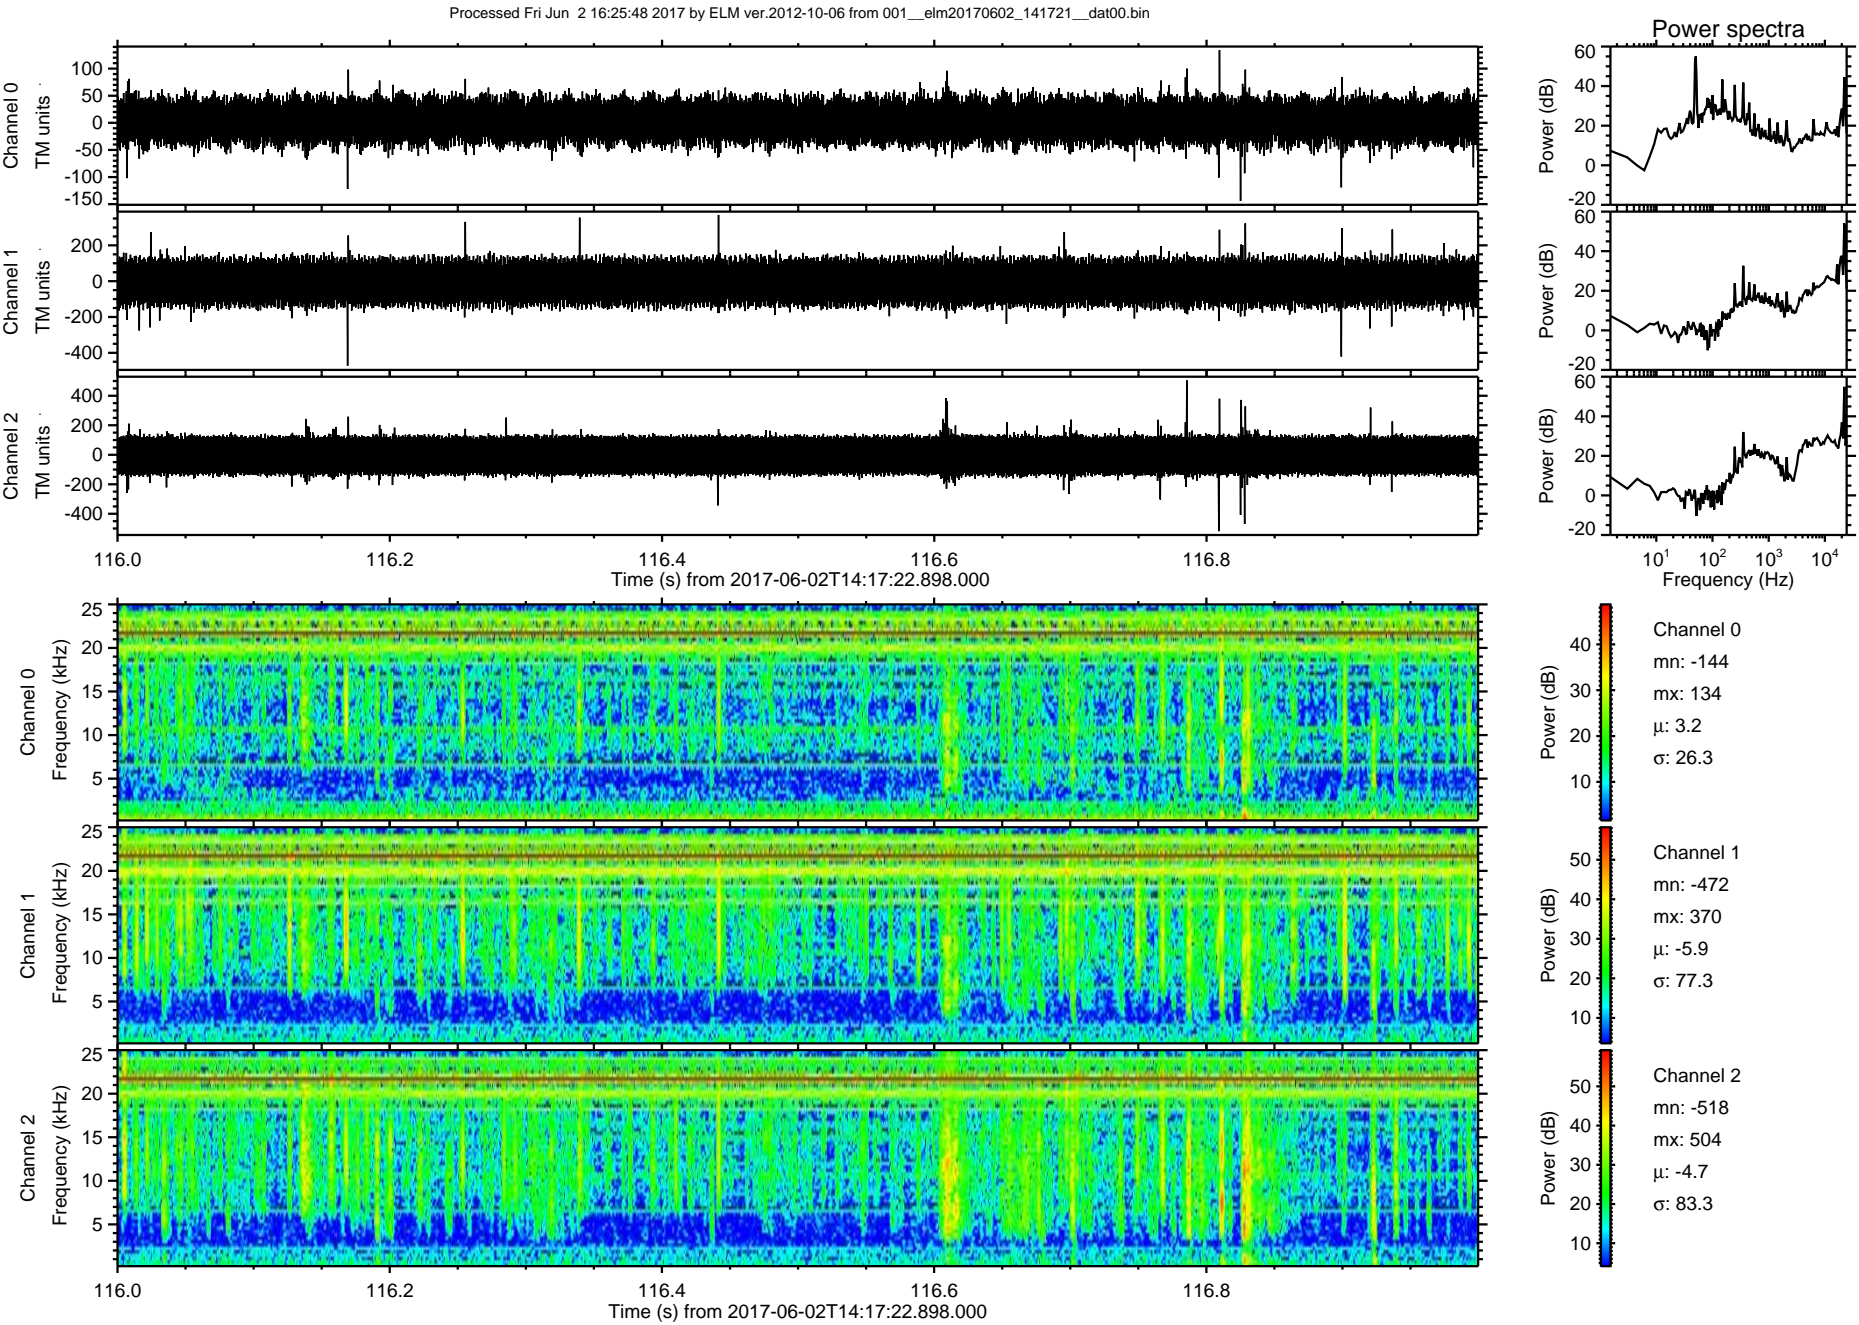 Processed Fri Jun  2 16:25:48 2017 by ELM ver.2012-10-06 from 001__elm20170602_141721__dat00.bin
Power spectra
Channel 0
TM units
100
50
0
-50
-100
-150
Power (dB)
60
40
20
0
-20
Channel 1
TM units
200
0
-200
-400
Power (dB)
60
40
20
0
-20
Channel 2
TM units
400
200
0
-200
-400
Power (dB)
60
40
20
0
-20
116.0 116.2 116.4 116.6 116.8
Time (s) from 2017-06-02T14:17:22.898.000
10¹ 10² 10³ 10⁴
Frequency (Hz)
Channel 0
Frequency (kHz)
25
20
15
10
5
Power (dB)
40
30
20
10
Channel 0
mn: -144
mx: 134
μ: 3.2
σ: 26.3
Channel 1
Frequency (kHz)
25
20
15
10
5
Power (dB)
50
40
30
20
10
Channel 1
mn: -472
mx: 370
μ: -5.9
σ: 77.3
Channel 2
Frequency (kHz)
25
20
15
10
5
Power (dB)
50
40
30
20
10
Channel 2
mn: -518
mx: 504
μ: -4.7
σ: 83.3
116.0 116.2 116.4 116.6 116.8
Time (s) from 2017-06-02T14:17:22.898.000